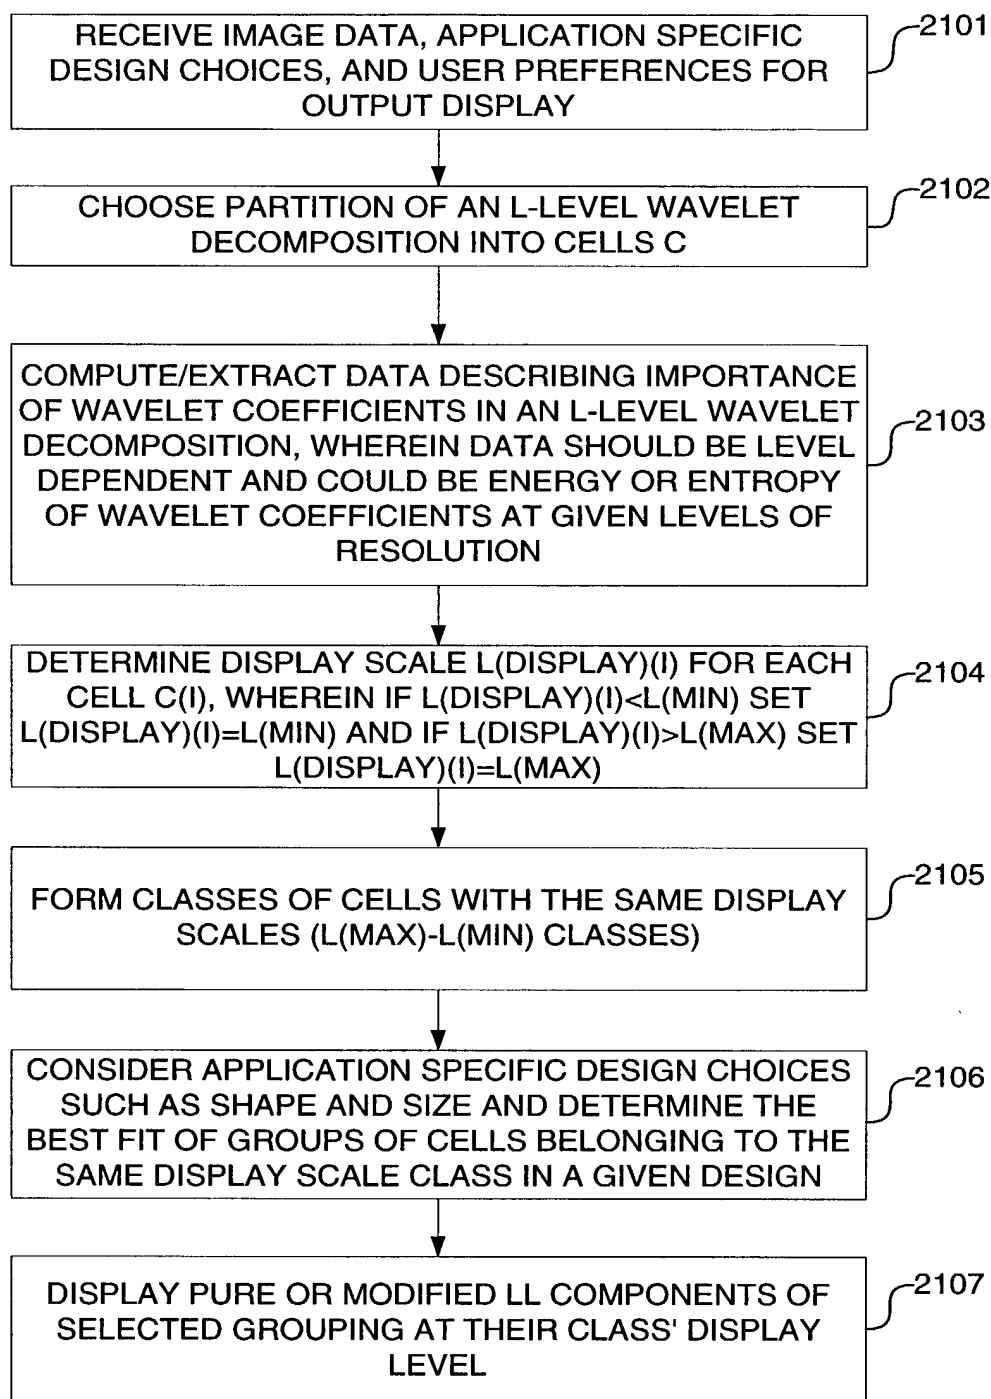 RECEIVE IMAGE DATA, APPLICATION SPECIFIC
DESIGN CHOICES, AND USER PREFERENCES FOR
OUTPUT DISPLAY
2101
CHOOSE PARTITION OF AN L-LEVEL WAVELET
DECOMPOSITION INTO CELLS C
2102
COMPUTE/EXTRACT DATA DESCRIBING IMPORTANCE
OF WAVELET COEFFICIENTS IN AN L-LEVEL WAVELET
DECOMPOSITION, WHEREIN DATA SHOULD BE LEVEL
DEPENDENT AND COULD BE ENERGY OR ENTROPY
OF WAVELET COEFFICIENTS AT GIVEN LEVELS OF
RESOLUTION
2103
DETERMINE DISPLAY SCALE L(DISPLAY)(I) FOR EACH
CELL C(I), WHEREIN IF L(DISPLAY)(I)<L(MIN) SET
L(DISPLAY)(I)=L(MIN) AND IF L(DISPLAY)(I)>L(MAX) SET
L(DISPLAY)(I)=L(MAX)
2104
FORM CLASSES OF CELLS WITH THE SAME DISPLAY
SCALES (L(MAX)-L(MIN) CLASSES)
2105
CONSIDER APPLICATION SPECIFIC DESIGN CHOICES
SUCH AS SHAPE AND SIZE AND DETERMINE THE
BEST FIT OF GROUPS OF CELLS BELONGING TO THE
SAME DISPLAY SCALE CLASS IN A GIVEN DESIGN
2106
DISPLAY PURE OR MODIFIED LL COMPONENTS OF
SELECTED GROUPING AT THEIR CLASS' DISPLAY
LEVEL
2107